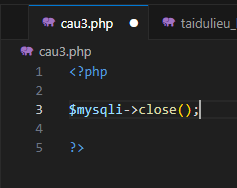 cau3.php
taidulieu_
cau3.php
1 <?php
2
3 $mysqli->close();
4
5 ?>